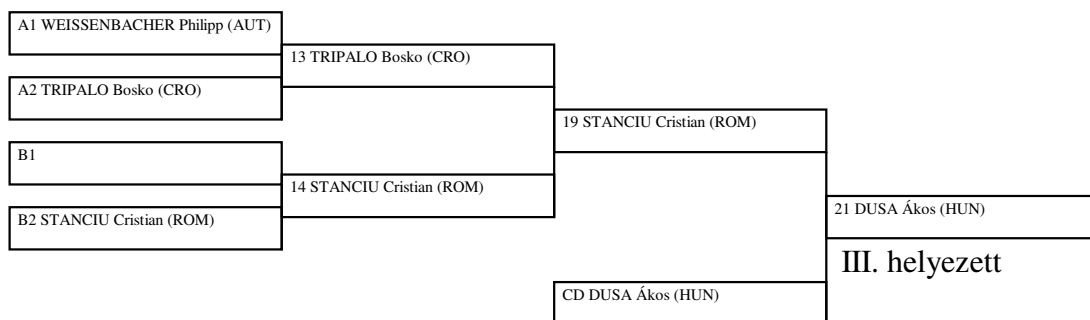 A1 WEISSENBACHER Philipp (AUT)
13 TRIPALO Bosko (CRO)
A2 TRIPALO Bosko (CRO)
19 STANCIU Cristian (ROM)
B1
14 STANCIU Cristian (ROM)
B2 STANCIU Cristian (ROM)
21 DUSA Ákos (HUN)
III. helyezett
CD DUSA Ákos (HUN)